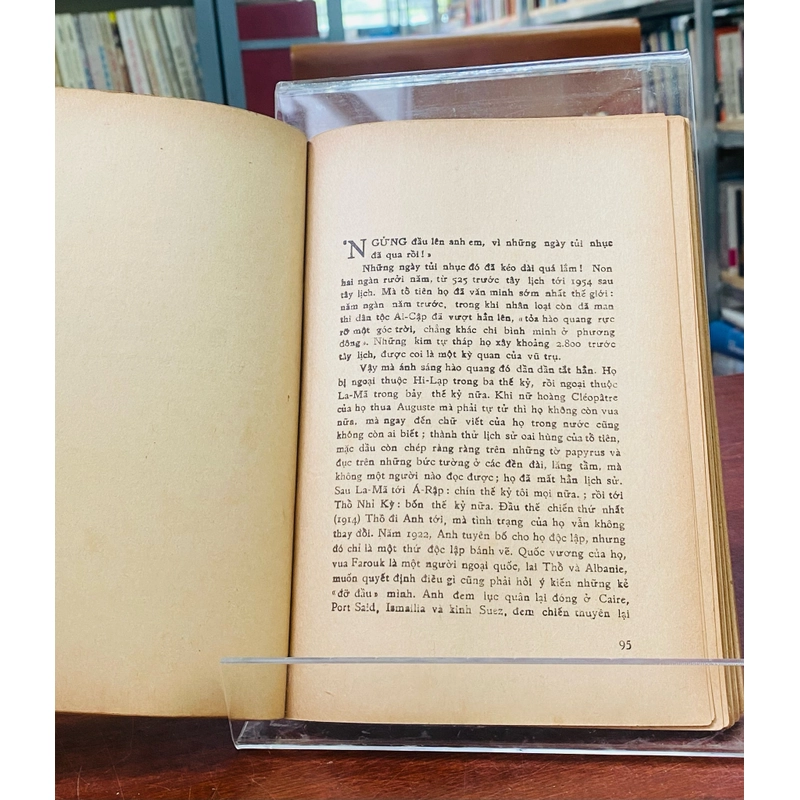 “NGỬNG đầu lên anh em, vì những ngày tủi nhục
đã qua rồi !»
Những ngày tủi nhục đó đã kéo dài quá lắm ! Non
hai ngàn rưỡi năm, từ 525 trước tây lịch tới 1954 sau
tây lịch. Mà tổ tiên họ đã văn minh sớm nhất thế giới :
năm ngàn năm trước, trong khi nhân loại còn dã man
thì dân tộc Ai-Cập đã vượt hẳn lên, «tỏa hào quang rực
rỡ một góc trời, chẳng khác chi bình minh ở phương
đông». Những kim tự tháp họ xây khoảng 2.800 trước
tây lịch, được coi là một kỳ quan của vũ trụ.
Vậy mà ánh sáng hào quang đó dần dần tắt hẳn. Họ
bị ngoại thuộc Hi-Lạp trong ba thế kỷ, rồi ngoại thuộc
La-Mã trong bảy thế kỷ nữa. Khi nữ hoàng Cléopâtre
của họ thua Auguste mà phải tự tử thì họ không còn vua
nữa, mà ngay đến chữ viết của họ trong nước cũng
không còn ai biết ; thành thử lịch sử oai hùng của tổ tiên,
mặc dầu còn chép ràng ràng trên những tờ papyrus và
đục trên những bức tường ở các đền đài, lăng tẩm, mà
không một người nào đọc được ; họ đã mất hẳn lịch sử.
Sau La-Mã tới Á-Rập : chín thế kỷ tôi mọi nữa. ; rồi tới
Thổ Nhĩ Kỳ : bốn thế kỷ nữa. Đầu thế chiến thứ nhất
(1914) Thổ đi Anh tới, mà tình trạng của họ vẫn không
thay đổi. Năm 1922, Anh tuyên bố cho họ độc lập, nhưng
đó chỉ là một thứ độc lập bánh vẽ. Quốc vương của họ,
vua Farouk là một người ngoại quốc, lai Thổ và Albanie,
muốn quyết định điều gì cũng phải hỏi ý kiến những kẻ
«đỡ đầu» mình. Anh đem lục quân lại đóng ở Caire,
Port Saïd, Ismaïlia và kinh Suez, đem chiến thuyền lại
95